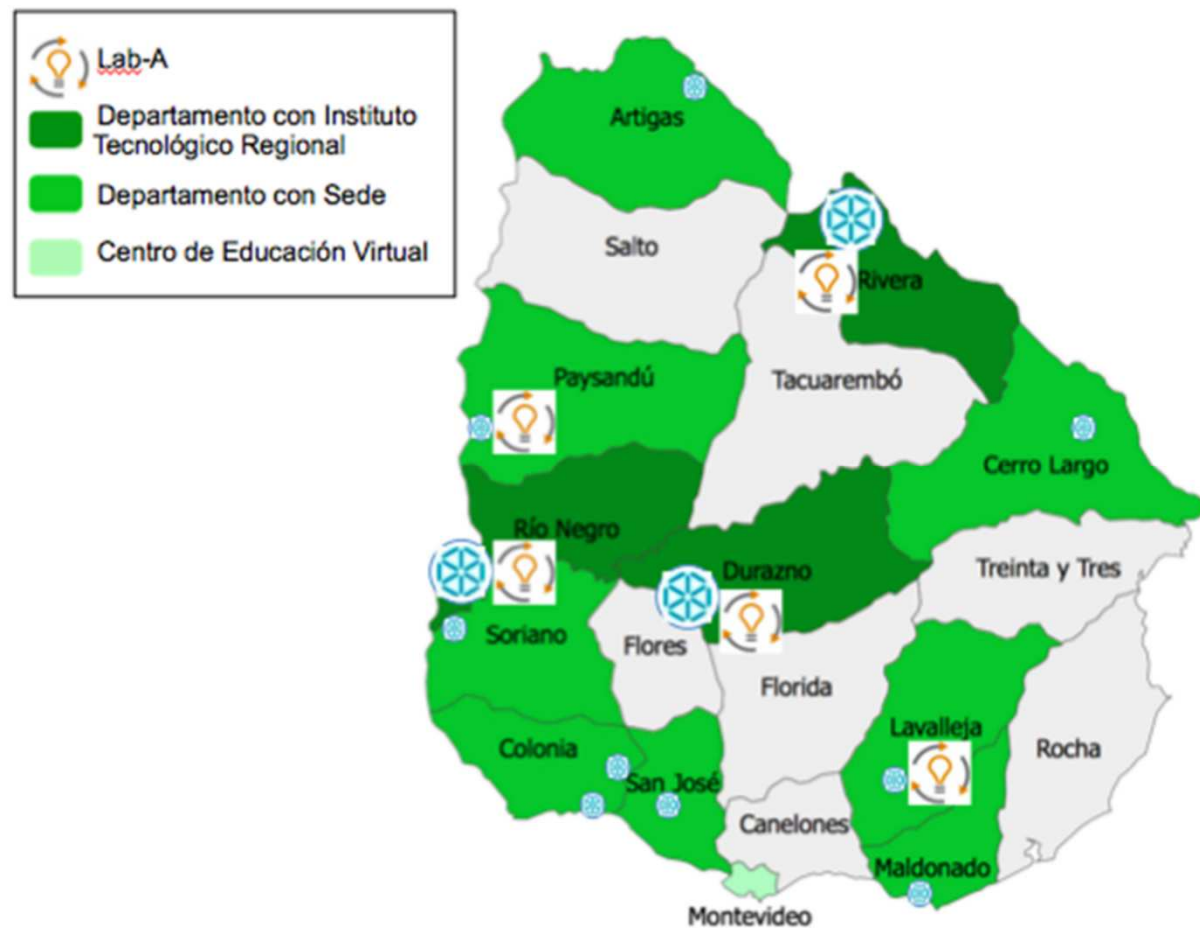 Lab-A
Departamento con Instituto
Tecnológico Regional
Departamento con Sede
Centro de Educación Virtual
Artigas
Salto
Rivera
Paysandú
Tacuarembó
Cerro Largo
Río Negro
Durazno
Treinta y Tres
Soriano
Flores
Florida
Lavalleja
Colonia
Rocha
San José
Canelones
Maldonado
Montevideo